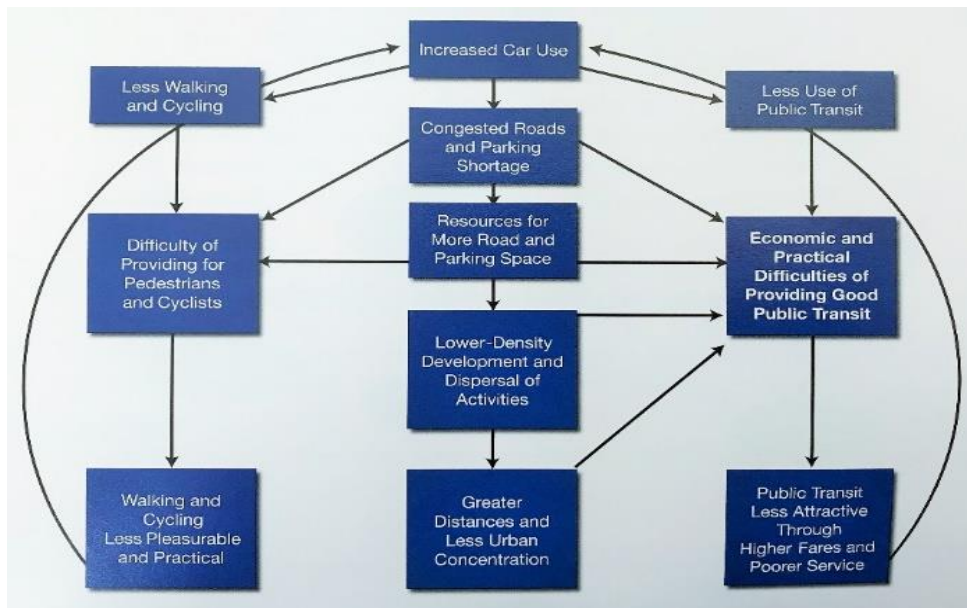 Increased Car Use
Less Walking
and Cycling
Less Use of
Public Transit
Congested Roads
and Parking
Shortage
Difficulty of
Providing for
Pedestrians
and Cyclists
Resources for
More Road and
Parking Space
Economic and
Practical
Difficulties of
Providing Good
Public Transit
Lower-Density
Development and
Dispersal of
Activities
Walking and
Cycling
Less Pleasurable
and Practical
Greater
Distances and
Less Urban
Concentration
Public Transit
Less Attractive
Through
Higher Fares and
Poorer Service